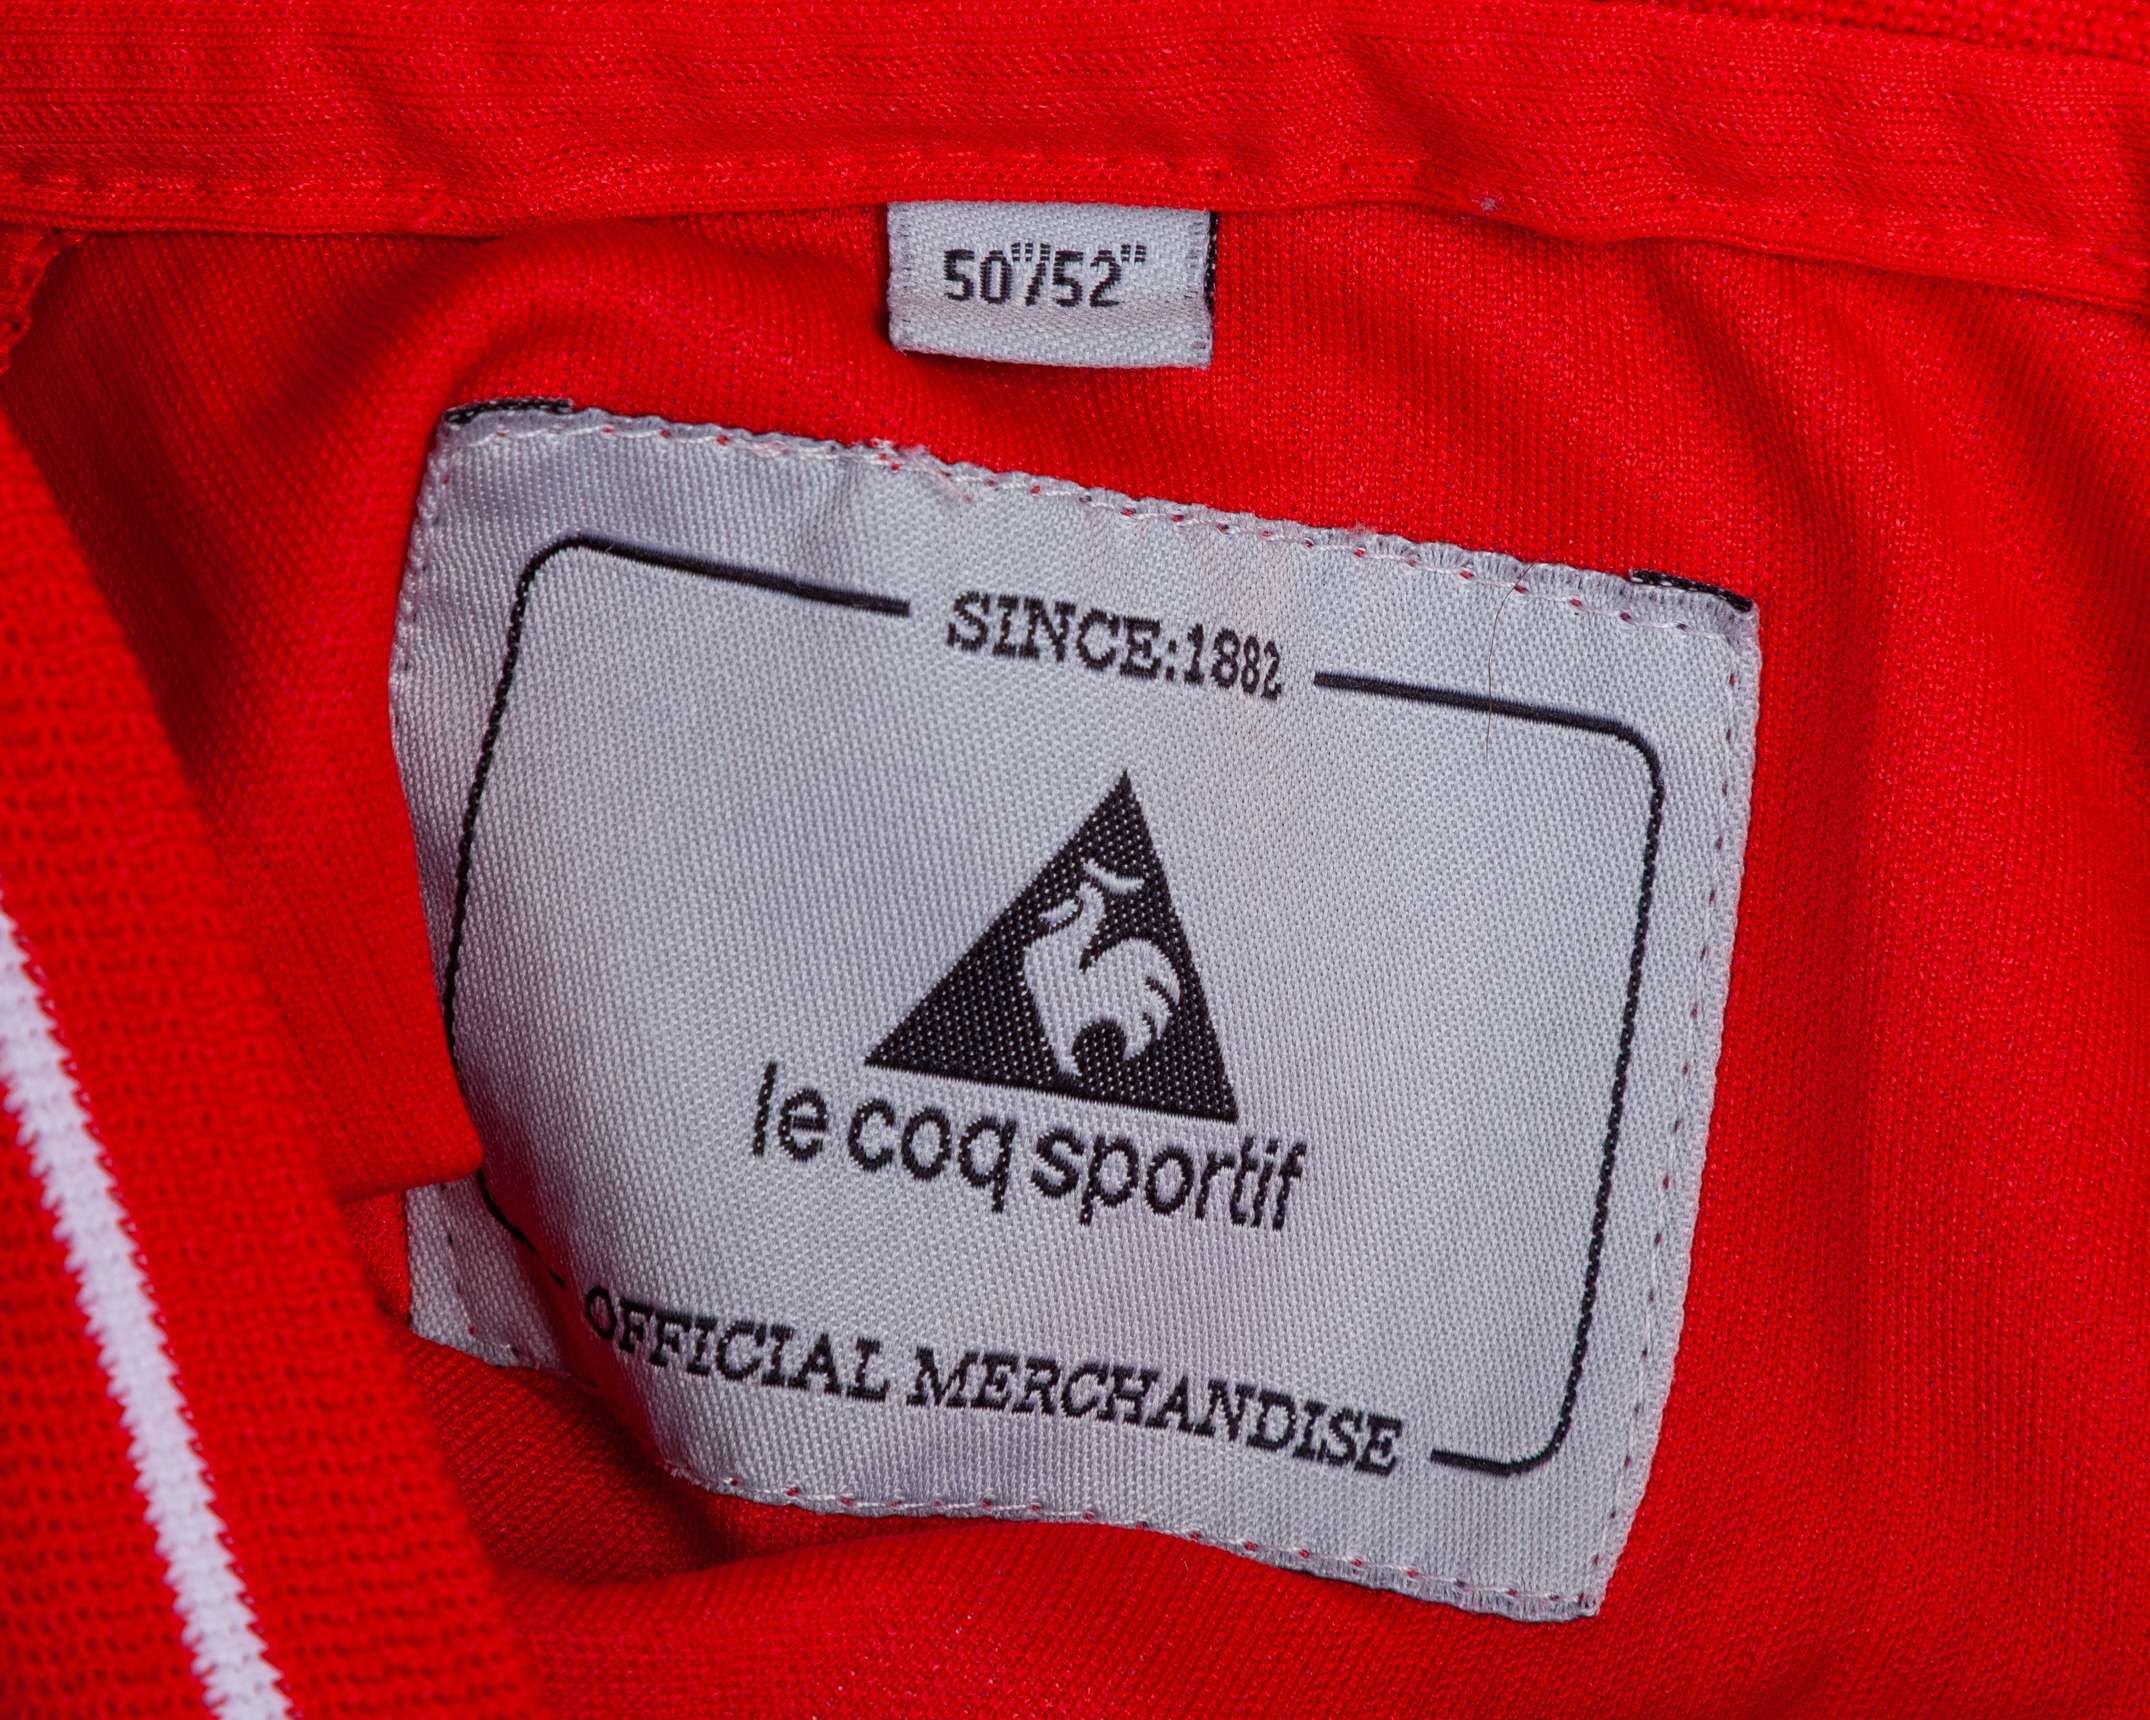 50"/52"
SINCE:1882
le coq sportif
OFFICIAL MERCHANDISE